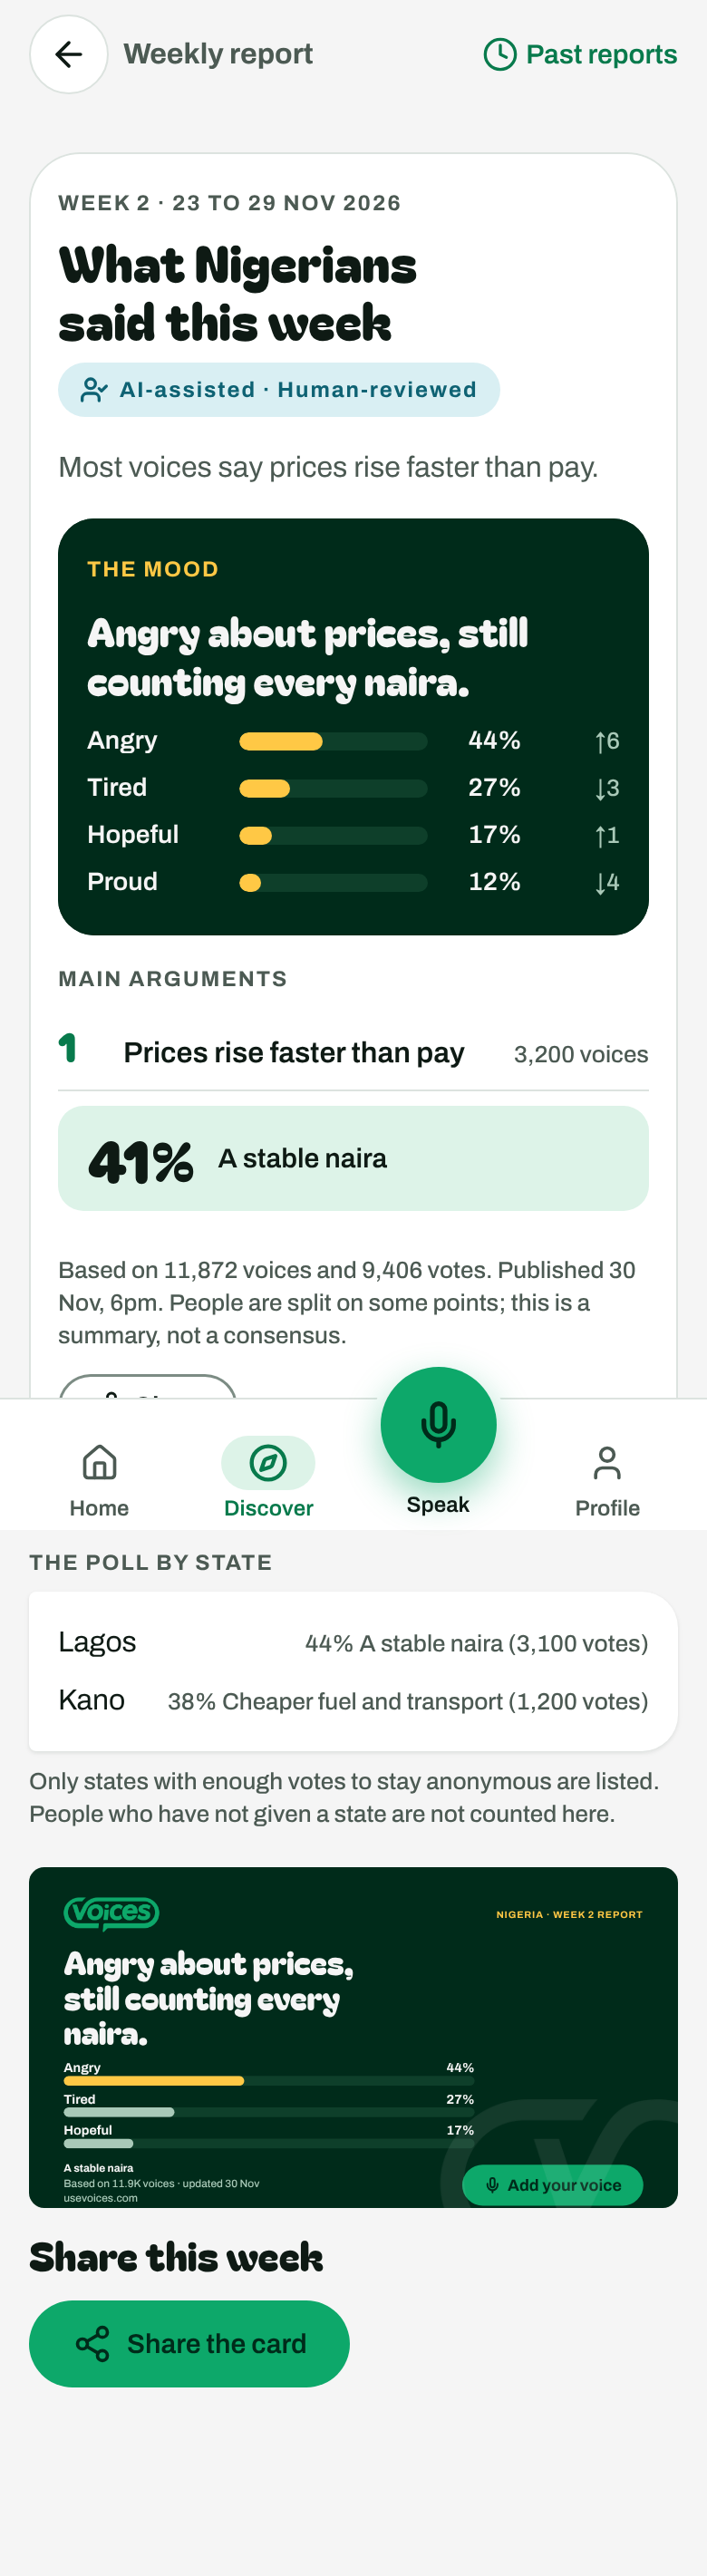 Weekly report
Past reports
WEEK 2 · 23 TO 29 NOV 2026
What Nigerians
said this week
AI-assisted · Human-reviewed
Most voices say prices rise faster than pay.
THE MOOD
Angry about prices, still
counting every naira.
Angry 44% ↑6
Tired 27% ↓3
Hopeful 17% ↑1
Proud 12% ↓4
MAIN ARGUMENTS
1 Prices rise faster than pay 3,200 voices
41% A stable naira
Based on 11,872 voices and 9,406 votes. Published 30
Nov, 6pm. People are split on some points; this is a
summary, not a consensus.
Home
Discover
Speak
Profile
THE POLL BY STATE
Lagos 44% A stable naira (3,100 votes)
Kano 38% Cheaper fuel and transport (1,200 votes)
Only states with enough votes to stay anonymous are listed.
People who have not given a state are not counted here.
voices
NIGERIA · WEEK 2 REPORT
Angry about prices,
still counting every
naira.
Angry 44%
Tired 27%
Hopeful 17%
A stable naira
Based on 11.9K voices · updated 30 Nov
usevoices.com
Add your voice
Share this week
Share the card